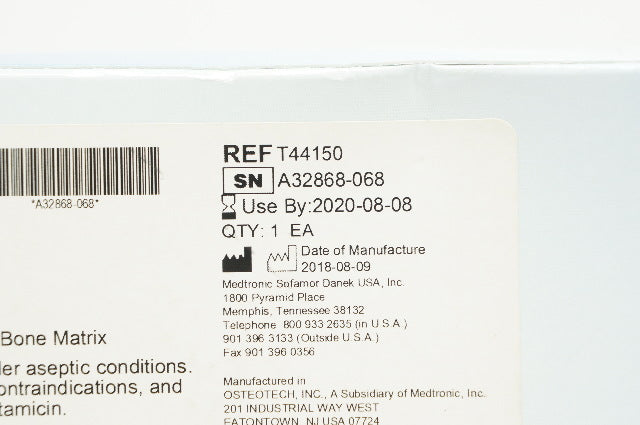 REF T44150
SN A32868-068
*A32868-068*
Use By:2020-08-08
QTY: 1 EA
Date of Manufacture
2018-08-09
Medtronic Sofamor Danek USA, Inc.
1800 Pyramid Place
Memphis, Tennessee 38132
Telephone 800 933 2635 (in U.S.A.)
901 396 3133 (Outside U.S.A.)
Fax 901 396 0356
Bone Matrix
ler aseptic conditions.
ontraindications, and
tamicin.
Manufactured in
OSTEOTECH, INC., A Subsidiary of Medtronic, Inc.
201 INDUSTRIAL WAY WEST
EATONTOWN, NJ USA 07724